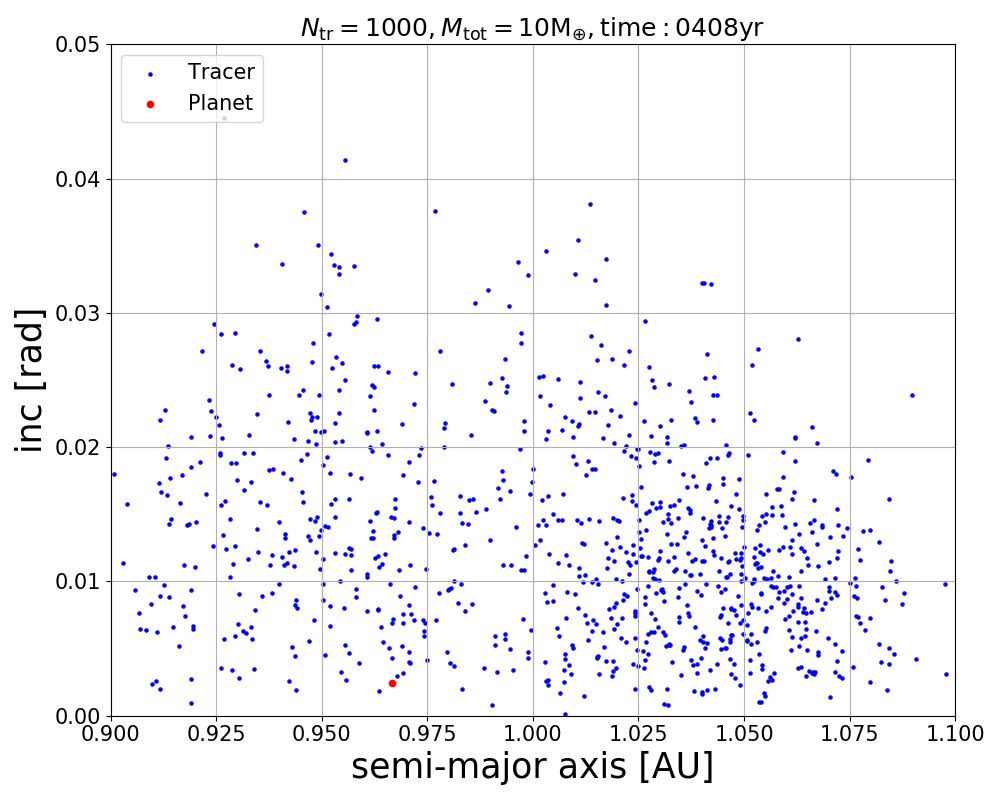 N_tr = 1000, M_tot = 10M_⊕, time : 0408yr
0.05
Tracer
Planet
0.04
0.03
inc [rad]
0.02
0.01
0.00
0.900 0.925 0.950 0.975 1.000 1.025 1.050 1.075 1.100
semi-major axis [AU]